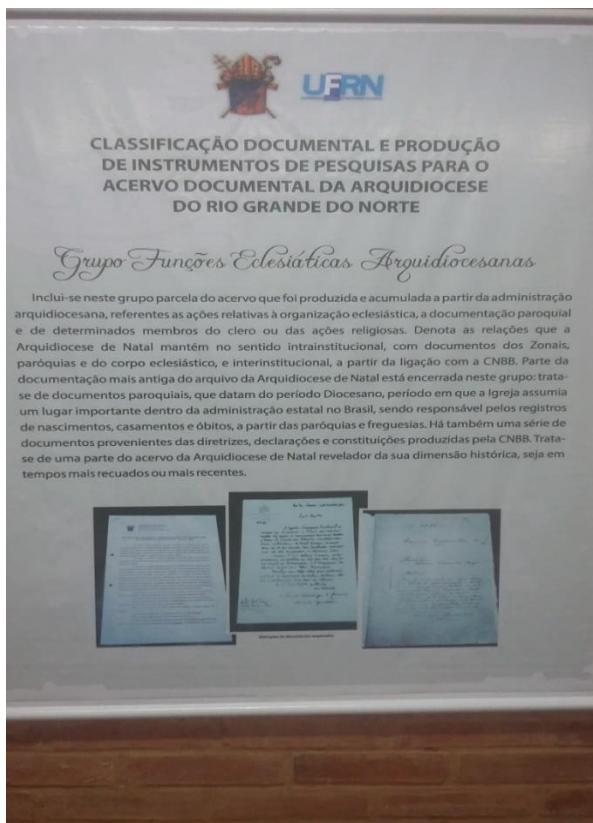 UFRN
CLASSIFICAÇÃO DOCUMENTAL E PRODUÇÃO
DE INSTRUMENTOS DE PESQUISAS PARA O
ACERVO DOCUMENTAL DA ARQUIDIOCESE
DO RIO GRANDE DO NORTE
Grupo Funções Eclesiáticas Arquidiocesanas
Inclui-se neste grupo parcela do acervo que foi produzida e acumulada a partir da administração
arquidiocesana, referentes as ações relativas à organização eclesiástica, a documentação paroquial
e de determinados membros do clero ou das ações religiosas. Denota as relações que a
Arquidiocese de Natal mantém no sentido intrainstitucional, com documentos dos Zonais,
paróquias e do corpo eclesiástico, e interinstitucional, a partir da ligação com a CNBB. Parte da
documentação mais antiga do arquivo da Arquidiocese de Natal está encerrada neste grupo: trata-
se de documentos paroquiais, que datam do período Diocesano, período em que a Igreja assumia
um lugar importante dentro da administração estatal no Brasil, sendo responsável pelos registros
de nascimentos, casamentos e óbitos, a partir das paróquias e freguesias. Há também uma série de
documentos provenientes das diretrizes, declarações e constituições produzidas pela CNBB. Trata-
se de uma parte do acervo da Arquidiocese de Natal revelador da sua dimensão histórica, seja em
tempos mais recuados ou mais recentes.